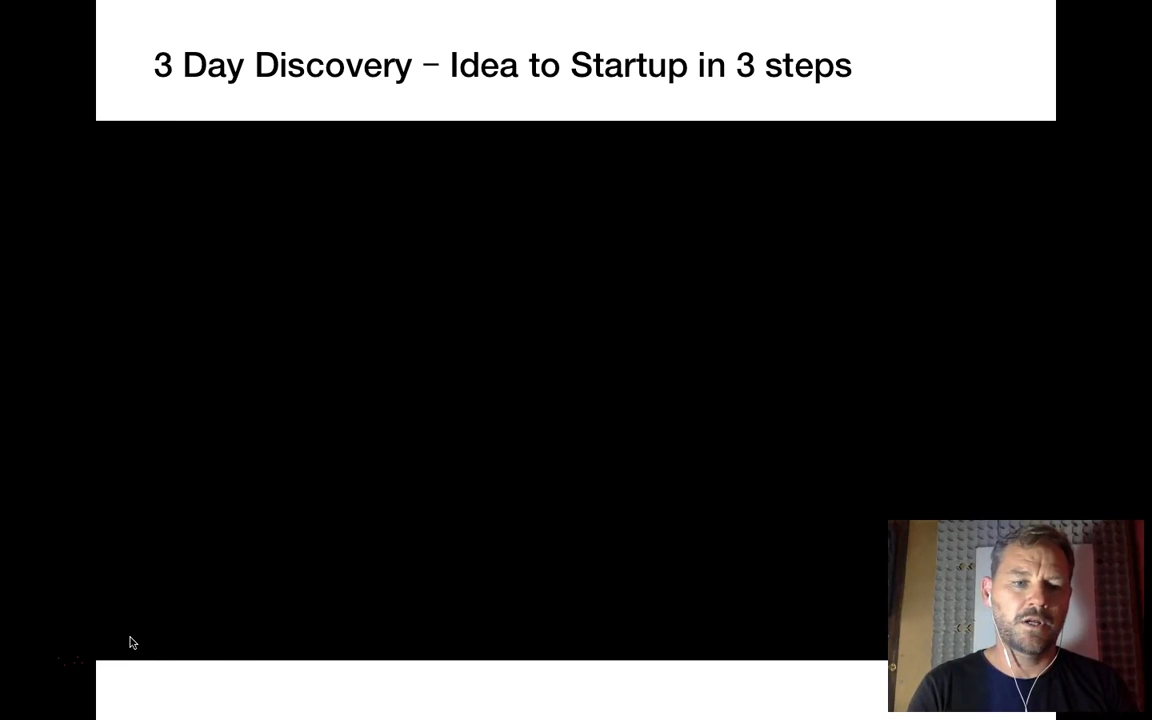 3 Day Discovery – Idea to Startup in 3 steps